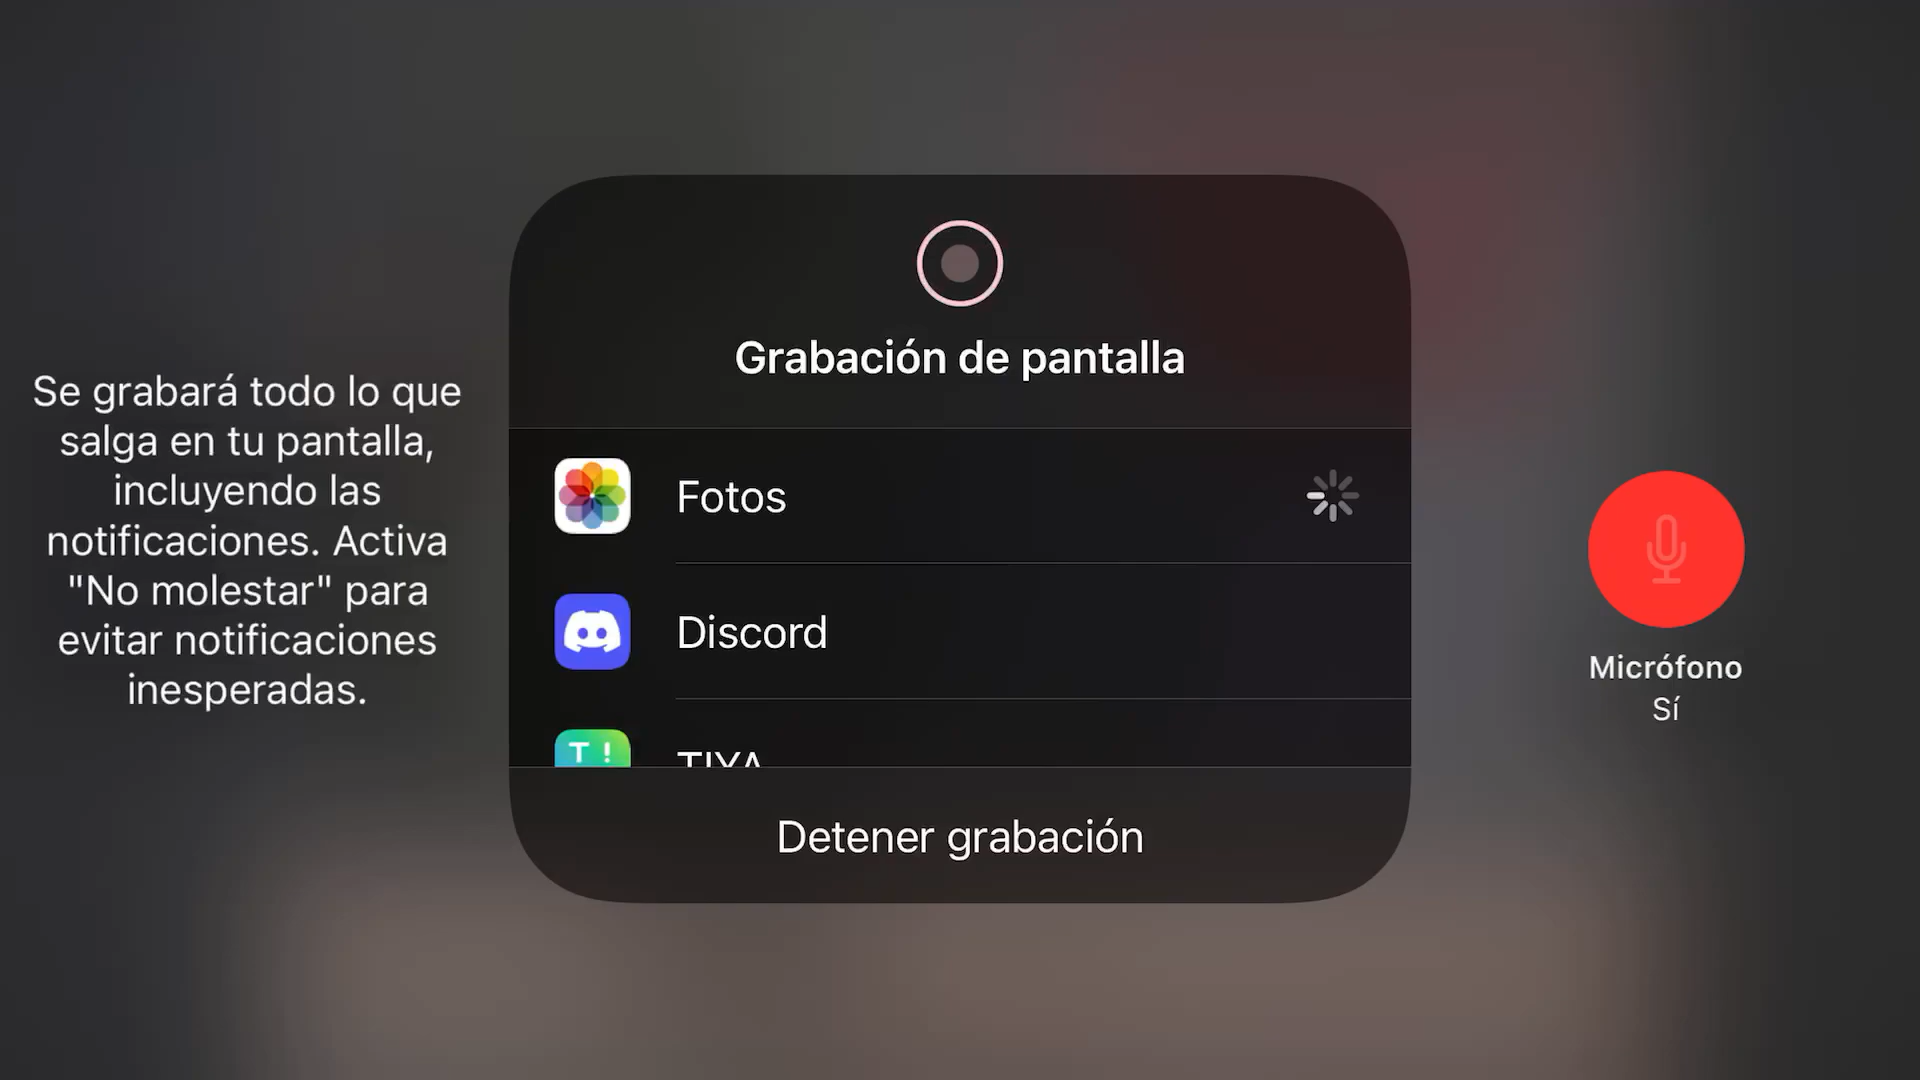 Se grabará todo lo que
salga en tu pantalla,
incluyendo las
notificaciones. Activa
"No molestar" para
evitar notificaciones
inesperadas.
Grabación de pantalla
Fotos
Discord
T !
TIXA
Detener grabación
Micrófono
Sí